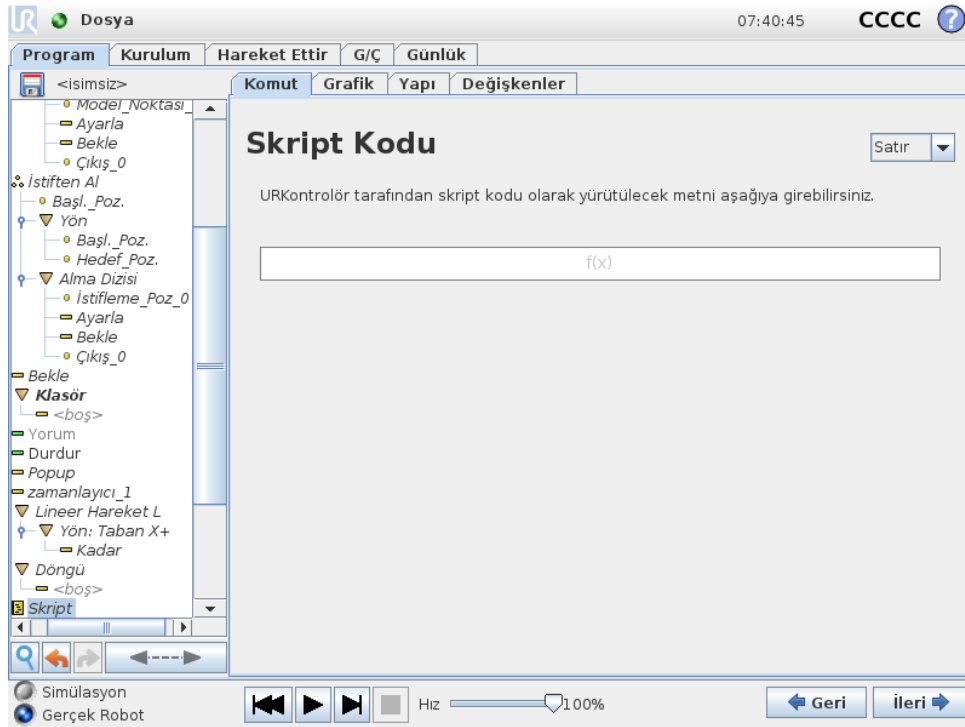 UR Dosya 07:40:45 CCCC ?
Program Kurulum Hareket Ettir G/Ç Günlük
<isimsiz>
Komut Grafik Yapı Değişkenler
Model_Noktası_
Ayarla
Bekle
Çıkış_0
İstiften Al
Başl._Poz.
Yön
Başl._Poz.
Hedef_Poz.
Alma Dizisi
İstifleme_Poz_0
Ayarla
Bekle
Çıkış_0
Bekle
Klasör
<boş>
Yorum
Durdur
Popup
zamanlayıcı_1
Lineer Hareket L
Yön: Taban X+
Kadar
Döngü
<boş>
Skript
Skript Kodu
Satır
URKontrolör tarafından skript kodu olarak yürütülecek metni aşağıya girebilirsiniz.
f(x)
Simülasyon
Gerçek Robot
Hız 100%
Geri İleri